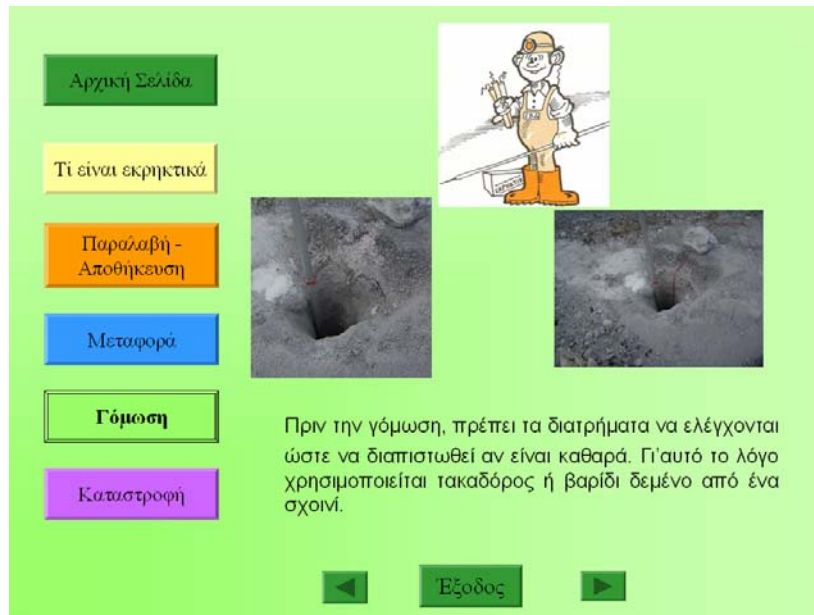 Αρχική Σελίδα
Τί είναι εκρηκτικά
Παραλαβή -
Αποθήκευση
Μεταφορά
Γόμωση
Καταστροφή
Πριν την γόμωση, πρέπει τα διατρήματα να ελέγχονται
ώστε να διαπιστωθεί αν είναι καθαρά. Γι'αυτό το λόγο
χρησιμοποιείται τακαδόρος ή βαρίδι δεμένο από ένα
σχοινί.
Έξοδος